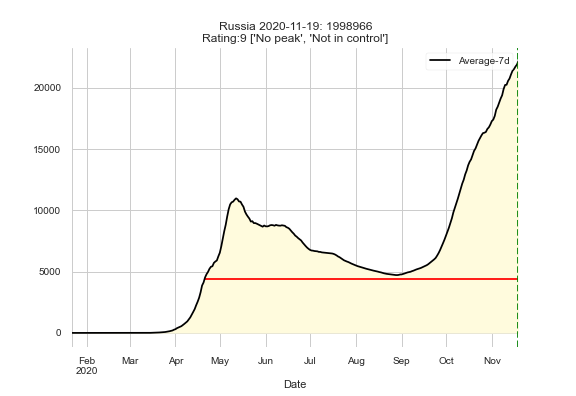 Russia 2020-11-19: 1998966
Rating:9 ['No peak', 'Not in control']
Average-7d
20000
15000
10000
5000
0
Feb Mar Apr May Jun Jul Aug Sep Oct Nov
2020
Date